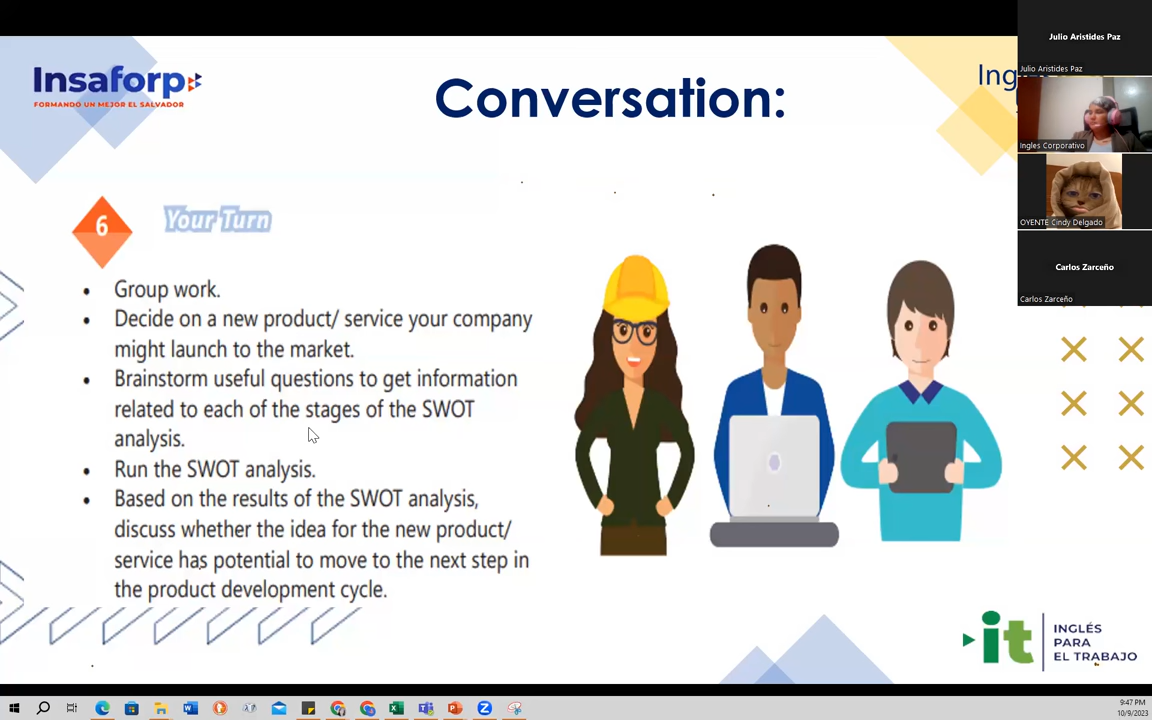 Insaforp
FORMANDO UN MEJOR EL SALVADOR
Conversation:
Ing
6
Your Turn
• Group work.
• Decide on a new product/ service your company
might launch to the market.
• Brainstorm useful questions to get information
related to each of the stages of the SWOT
analysis.
• Run the SWOT analysis.
• Based on the results of the SWOT analysis,
discuss whether the idea for the new product/
service has potential to move to the next step in
the product development cycle.
Julio Aristides Paz
Julio Aristides Paz
Ingles Corporativo
OYENTE Cindy Delgado
Carlos Zarceño
Carlos Zarceño
it
INGLÉS
PARA
EL TRABAJO
9:47 PM
10/9/2023